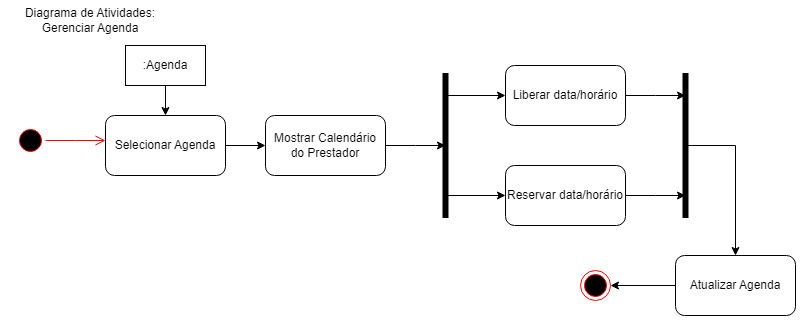 Diagrama de Atividades:
Gerenciar Agenda
:Agenda
Selecionar Agenda
Mostrar Calendário
do Prestador
Liberar data/horário
Reservar data/horário
Atualizar Agenda